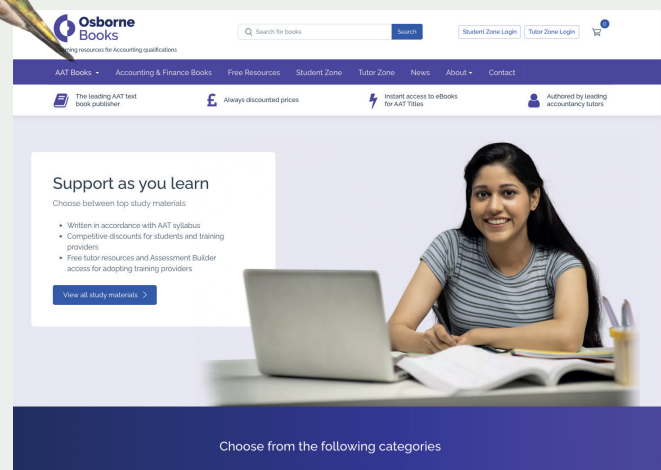 Osborne
Books
resources for Accounting qualifications
Search for books
Search
Student Zone Login
Tutor Zone Login
0
AAT Books
Accounting & Finance Books
Free Resources
Student Zone
Tutor Zone
News
About
Contact
The leading AAT text
book publisher
£
Always discounted prices
Instant access to eBooks
for AAT Titles
Authored by leading
accountancy tutors
Support as you learn
Choose between top study materials
• Written in accordance with AAT syllabus
• Competitive discounts for students and training
providers
• Free tutor resources and Assessment Builder
access for adopting training providers
View all study materials
Choose from the following categories